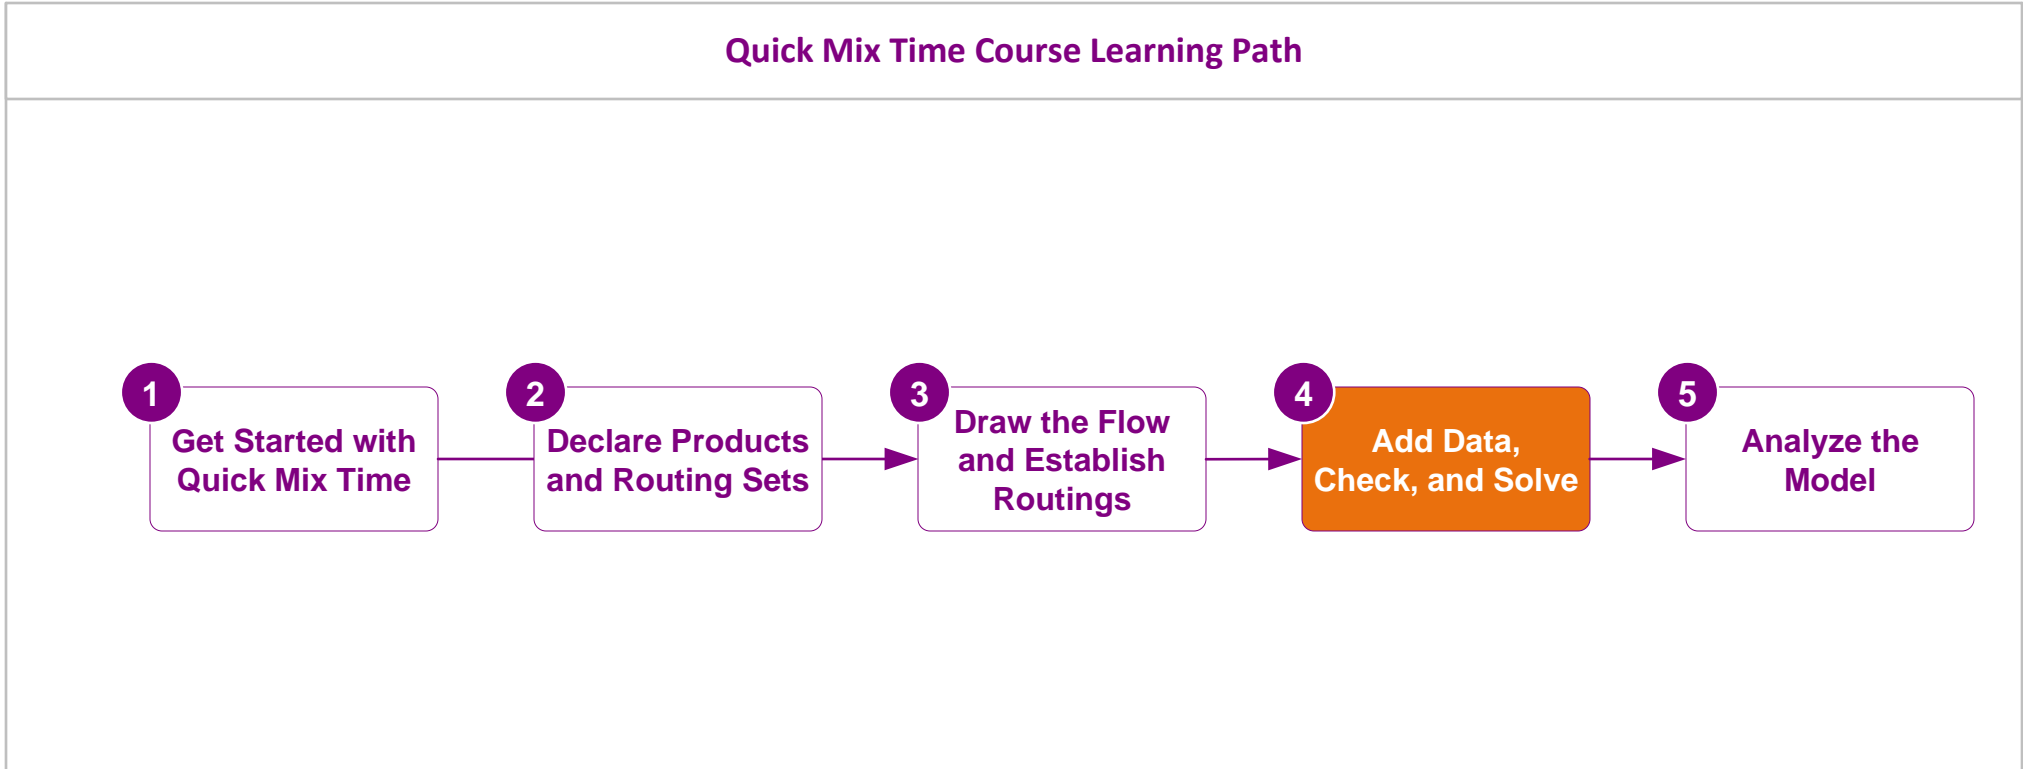 Quick Mix Time Course Learning Path
1
Get Started with
Quick Mix Time
2
Declare Products
and Routing Sets
3
Draw the Flow
and Establish
Routings
4
Add Data,
Check, and Solve
5
Analyze the
Model